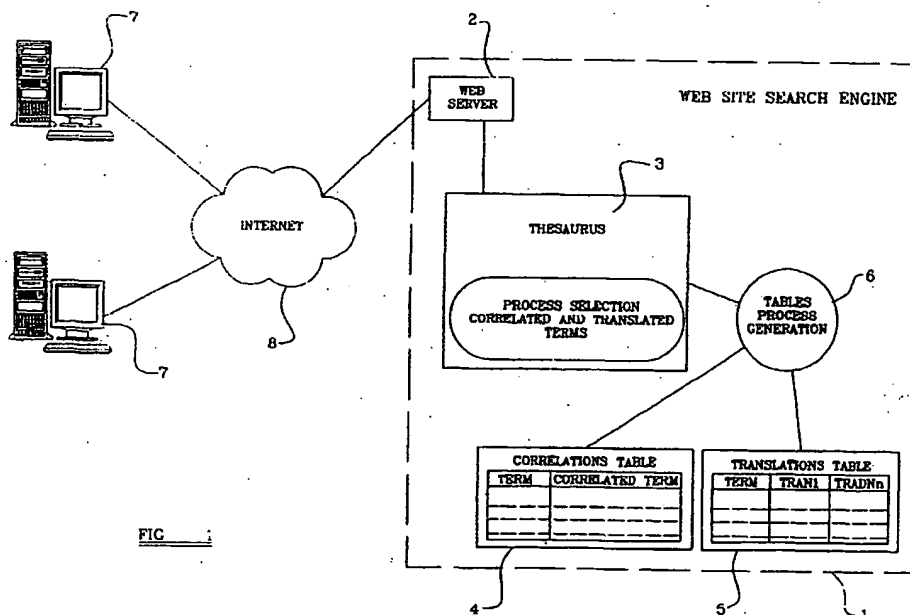 7
2
WEB
SERVER
WEB SITE SEARCH ENGINE
3
THESAURUS
INTERNET
PROCESS SELECTION
CORRELATED AND TRANSLATED
TERMS
6
TABLES
PROCESS
GENERATION
8
7
CORRELATIONS TABLE
TERM CORRELATED TERM
TRANSLATIONS TABLE
TERM TRAN1 TRADNn
FIG 1
4
5
1